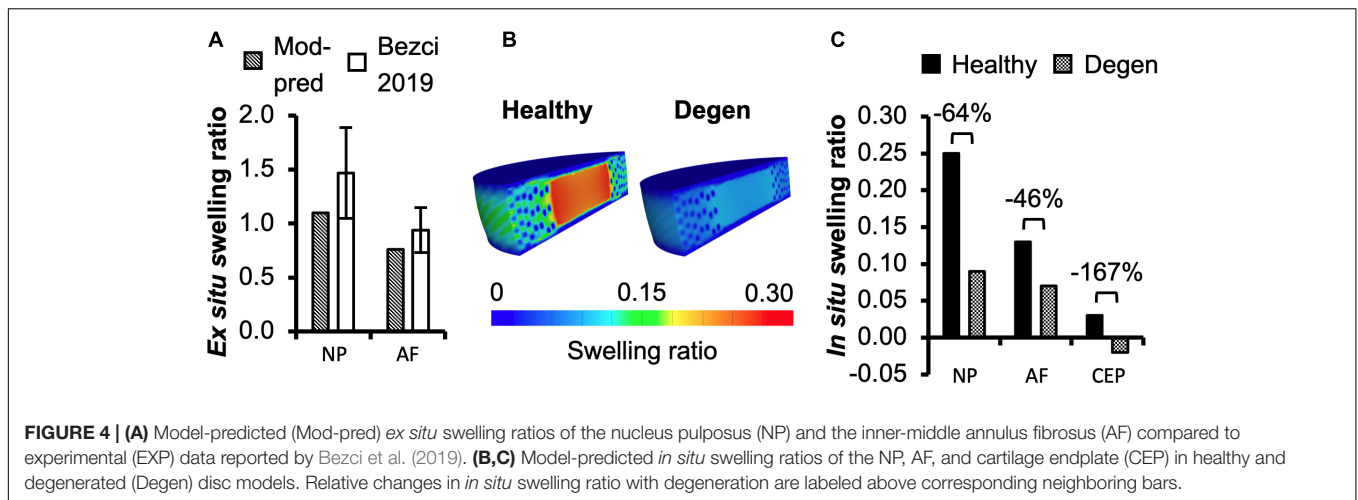 A
Mod-pred
Bezci 2019
Ex situ swelling ratio
2.0
1.5
1.0
0.5
0.0
NP AF
B
Healthy Degen
0 0.15 0.30
Swelling ratio
C
Healthy Degen
In situ swelling ratio
0.30
0.25
0.20
0.15
0.10
0.05
0.00
-0.05
-64%
-46%
-167%
NP AF CEP
FIGURE 4 | (A) Model-predicted (Mod-pred) ex situ swelling ratios of the nucleus pulposus (NP) and the inner-middle annulus fibrosus (AF) compared to
experimental (EXP) data reported by Bezci et al. (2019). (B,C) Model-predicted in situ swelling ratios of the NP, AF, and cartilage endplate (CEP) in healthy and
degenerated (Degen) disc models. Relative changes in in situ swelling ratio with degeneration are labeled above corresponding neighboring bars.